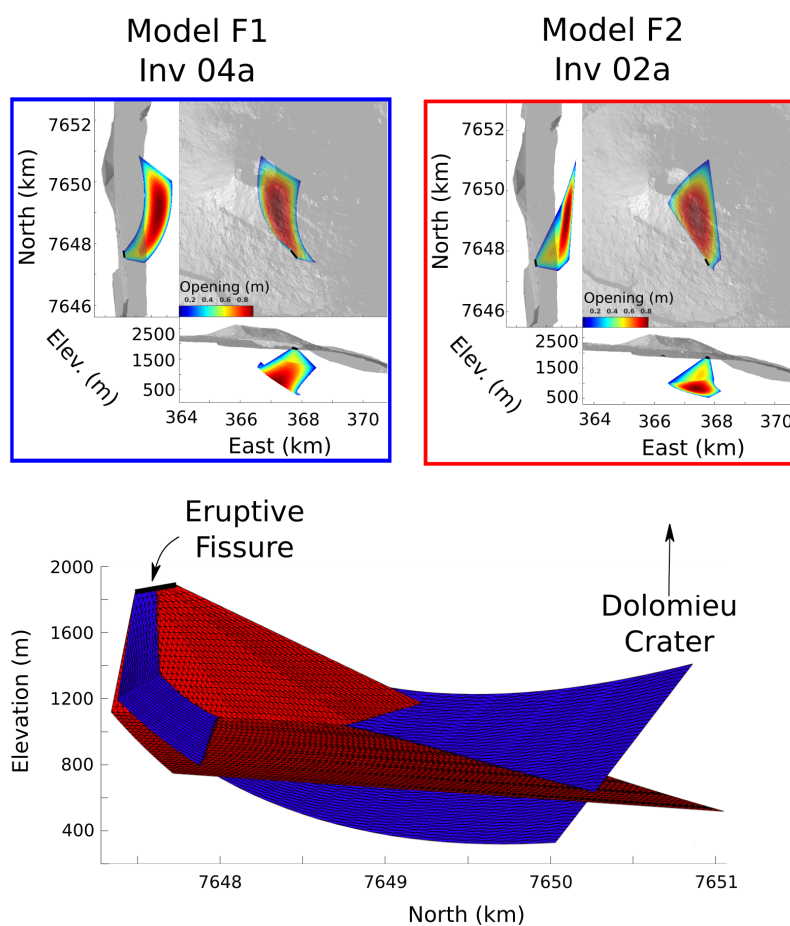 Model F1
Inv 04a
Model F2
Inv 02a
7652
7650
7648
7646
North (km)
Opening (m)
0.2 0.4 0.6 0.8
Elev. (m)
2500
1500
500
364 366 368 370
East (km)
7652
7650
7648
7646
North (km)
Opening (m)
0.2 0.4 0.6 0.8
Elev. (m)
2500
1500
500
364 366 368 370
East (km)
Eruptive
Fissure
Dolomieu
Crater
2000
1600
1200
800
400
Elevation (m)
7648 7649 7650 7651
North (km)